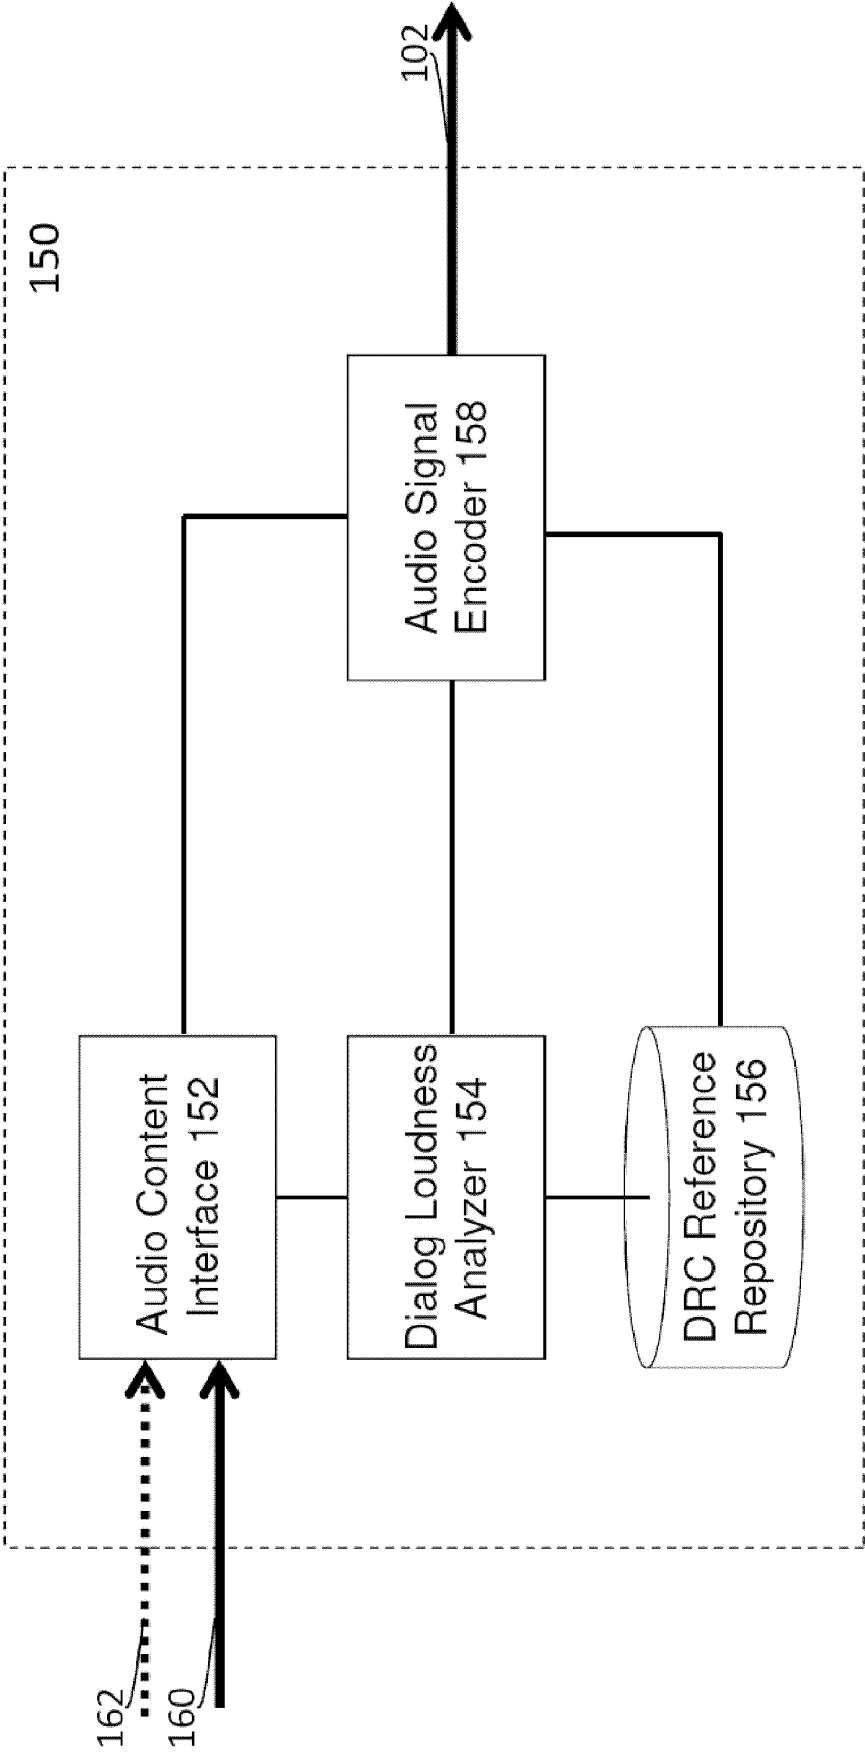 150
162
160
Audio Content
Interface 152
Dialog Loudness
Analyzer 154
DRC Reference
Repository 156
Audio Signal
Encoder 158
102